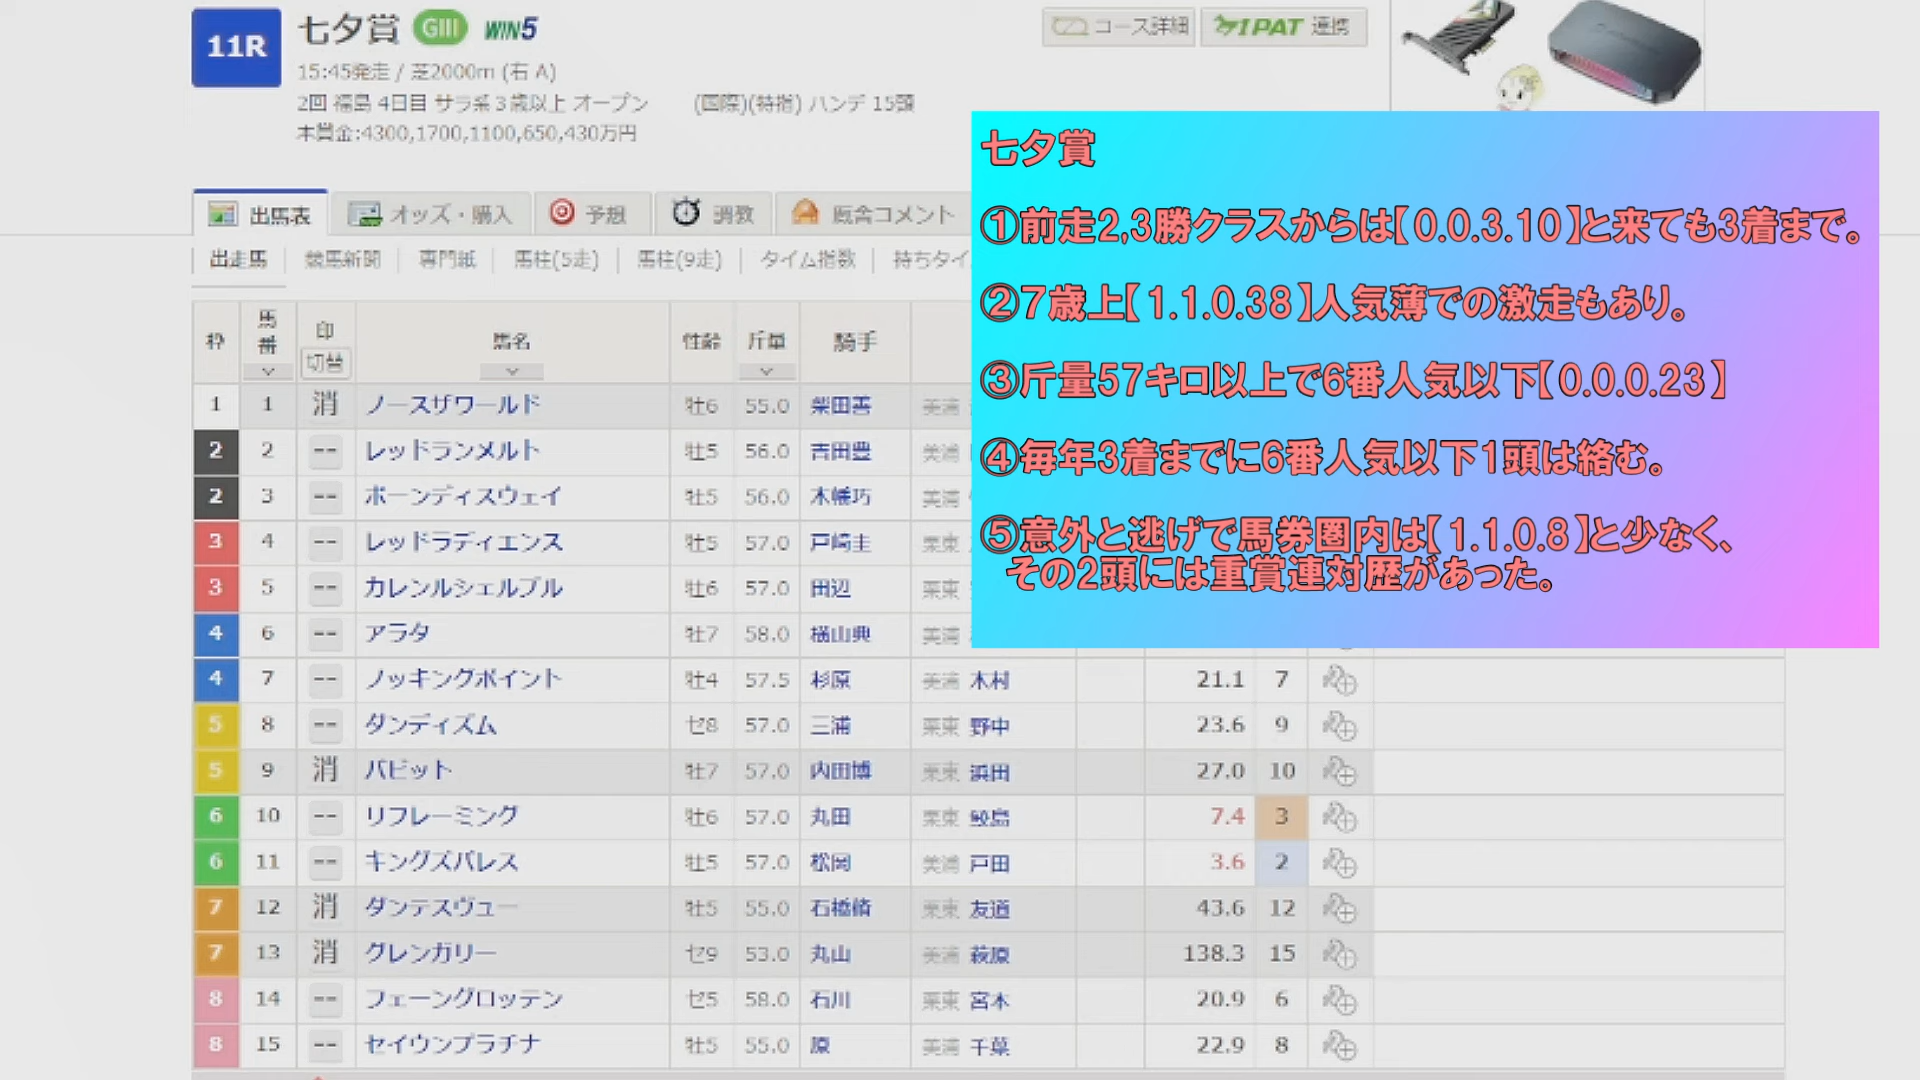 11R 七夕賞 GIII WIN5
コース詳細 IPAT 連携
15:45発走 / 芝2000m (右 A)
2回 福島 4日目 サラ系３歳以上 オープン (国際)(特指) ハンデ 15頭
本賞金:4300,1700,1100,650,430万円
七夕賞
①前走2,3勝クラスからは【0.0.3.10】と来ても3着まで。
②7歳上【1.1.0.38】人気薄での激走もあり。
③斤量57キロ以上で6番人気以下【0.0.0.23】
④毎年3着までに6番人気以下1頭は絡む。
⑤意外と逃げで馬券圏内は【1.1.0.8】と少なく、
その2頭には重賞連対歴があった。
出馬表 オッズ・購入 予想 調教 厩舎コメント
出走馬 競馬新聞 専門紙 馬柱(5走) 馬柱(9走) タイム指数 持ちタイ
枠 馬番 印 切替 馬名 性齢 斤量 騎手
1 1 消 ノースザワールド 牡6 55.0 柴田善 美浦
2 2 -- レッドランメルト 牡5 56.0 吉田豊 美浦
2 3 -- ボーンディスウェイ 牡5 56.0 木幡巧 美浦
3 4 -- レッドラディエンス 牡5 57.0 戸崎圭 栗東
3 5 -- カレンルシェルブル 牡6 57.0 田辺 栗東
4 6 -- アラタ 牡7 58.0 横山典 美浦
4 7 -- ノッキングポイント 牡4 57.5 杉原 美浦 木村 21.1 7
5 8 -- ダンディズム セ8 57.0 三浦 栗東 野中 23.6 9
5 9 消 バビット 牡7 57.0 内田博 栗東 浜田 27.0 10
6 10 -- リフレーミング 牡6 57.0 丸田 栗東 鮫島 7.4 3
6 11 -- キングズパレス 牡5 57.0 松岡 美浦 戸田 3.6 2
7 12 消 ダンテスヴュー 牡5 55.0 石橋脩 栗東 友道 43.6 12
7 13 消 グレンガリー セ9 53.0 丸山 美浦 萩原 138.3 15
8 14 -- フェーングロッテン セ5 58.0 石川 栗東 宮本 20.9 6
8 15 -- セイウンプラチナ 牡5 55.0 原 美浦 千葉 22.9 8